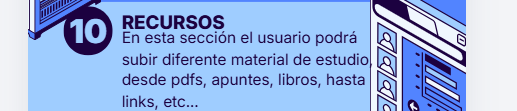 10 RECURSOS
En esta sección el usuario podrá
subir diferente material de estudio,
desde pdfs, apuntes, libros, hasta
links, etc...